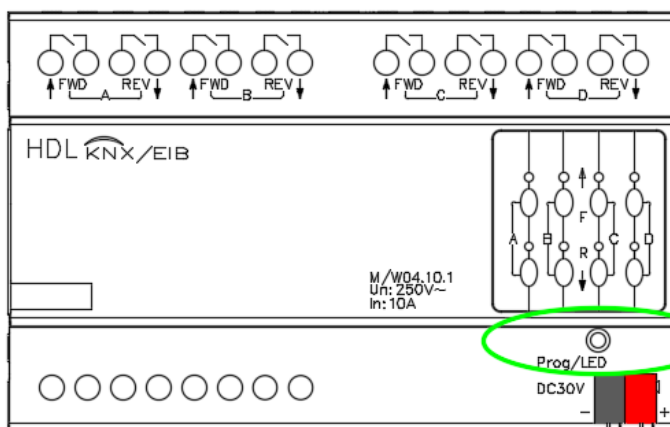 FWD REV FWD REV FWD REV FWD REV
A B C D
HDL KNX/EIB
F
A B C D
R
M/W04.10.1
Un: 250V~
In: 10A
Prog/LED
DC30V
- +